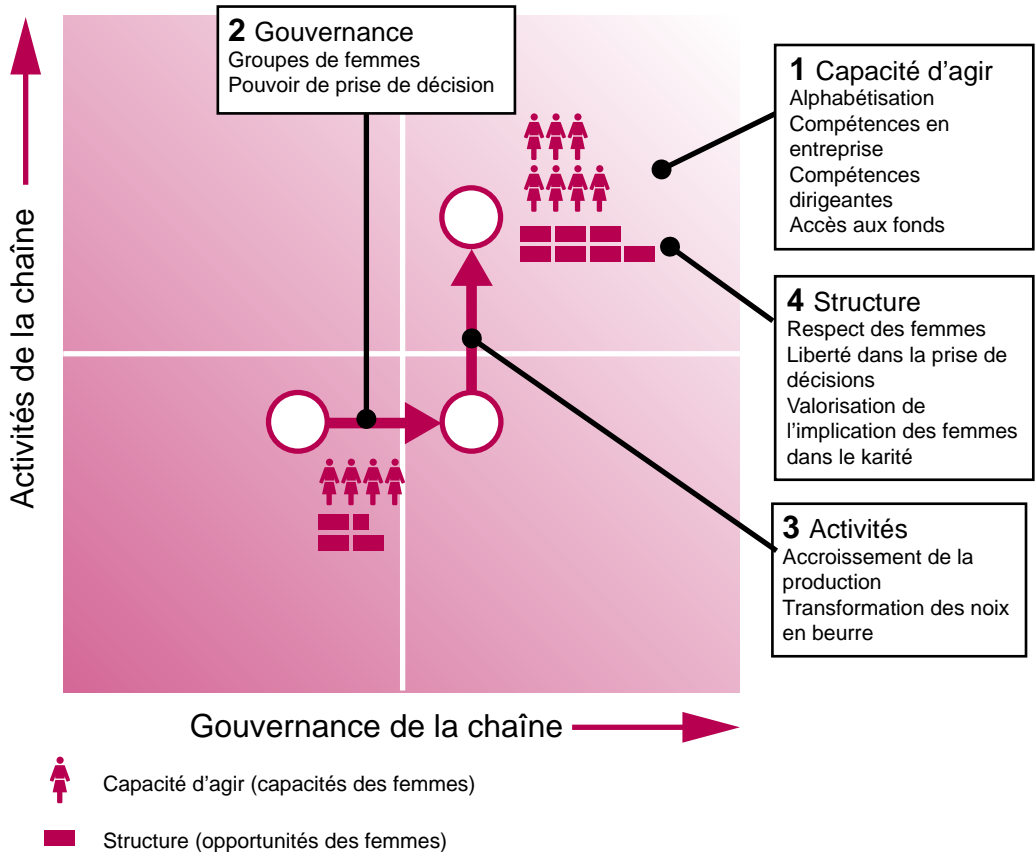 2 Gouvernance
Groupes de femmes
Pouvoir de prise de décision
1 Capacité d'agir
Alphabétisation
Compétences en
entreprise
Compétences
dirigeantes
Accès aux fonds
4 Structure
Respect des femmes
Liberté dans la prise de
décisions
Valorisation de
l'implication des femmes
dans le karité
3 Activités
Accroissement de la
production
Transformation des noix
en beurre
Activités de la chaîne
Gouvernance de la chaîne
Capacité d'agir (capacités des femmes)
Structure (opportunités des femmes)